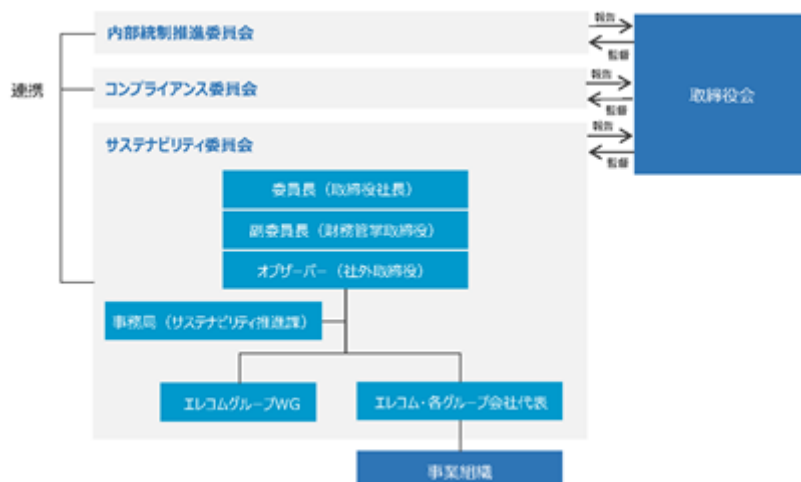 内部統制推進委員会
報告
監督
連携
コンプライアンス委員会
報告
監督
取締役会
サステナビリティ委員会
報告
監督
委員長（取締役社長）
副委員長（財務管掌取締役）
オブザーバー（社外取締役）
事務局（サステナビリティ推進課）
エレコムグループWG
エレコム・各グループ会社代表
事業組織